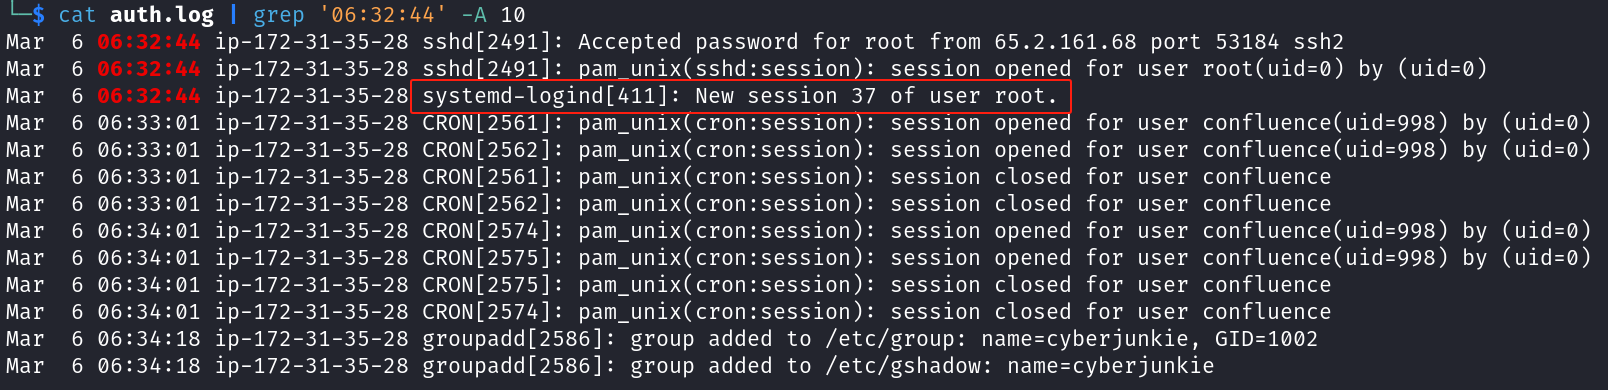 └─$ cat auth.log | grep '06:32:44' -A 10
Mar  6 06:32:44 ip-172-31-35-28 sshd[2491]: Accepted password for root from 65.2.161.68 port 53184 ssh2
Mar  6 06:32:44 ip-172-31-35-28 sshd[2491]: pam_unix(sshd:session): session opened for user root(uid=0) by (uid=0)
Mar  6 06:32:44 ip-172-31-35-28 systemd-logind[411]: New session 37 of user root.
Mar  6 06:33:01 ip-172-31-35-28 CRON[2561]: pam_unix(cron:session): session opened for user confluence(uid=998) by (uid=0)
Mar  6 06:33:01 ip-172-31-35-28 CRON[2562]: pam_unix(cron:session): session opened for user confluence(uid=998) by (uid=0)
Mar  6 06:33:01 ip-172-31-35-28 CRON[2561]: pam_unix(cron:session): session closed for user confluence
Mar  6 06:33:01 ip-172-31-35-28 CRON[2562]: pam_unix(cron:session): session closed for user confluence
Mar  6 06:34:01 ip-172-31-35-28 CRON[2574]: pam_unix(cron:session): session opened for user confluence(uid=998) by (uid=0)
Mar  6 06:34:01 ip-172-31-35-28 CRON[2575]: pam_unix(cron:session): session opened for user confluence(uid=998) by (uid=0)
Mar  6 06:34:01 ip-172-31-35-28 CRON[2575]: pam_unix(cron:session): session closed for user confluence
Mar  6 06:34:01 ip-172-31-35-28 CRON[2574]: pam_unix(cron:session): session closed for user confluence
Mar  6 06:34:18 ip-172-31-35-28 groupadd[2586]: group added to /etc/group: name=cyberjunkie, GID=1002
Mar  6 06:34:18 ip-172-31-35-28 groupadd[2586]: group added to /etc/gshadow: name=cyberjunkie